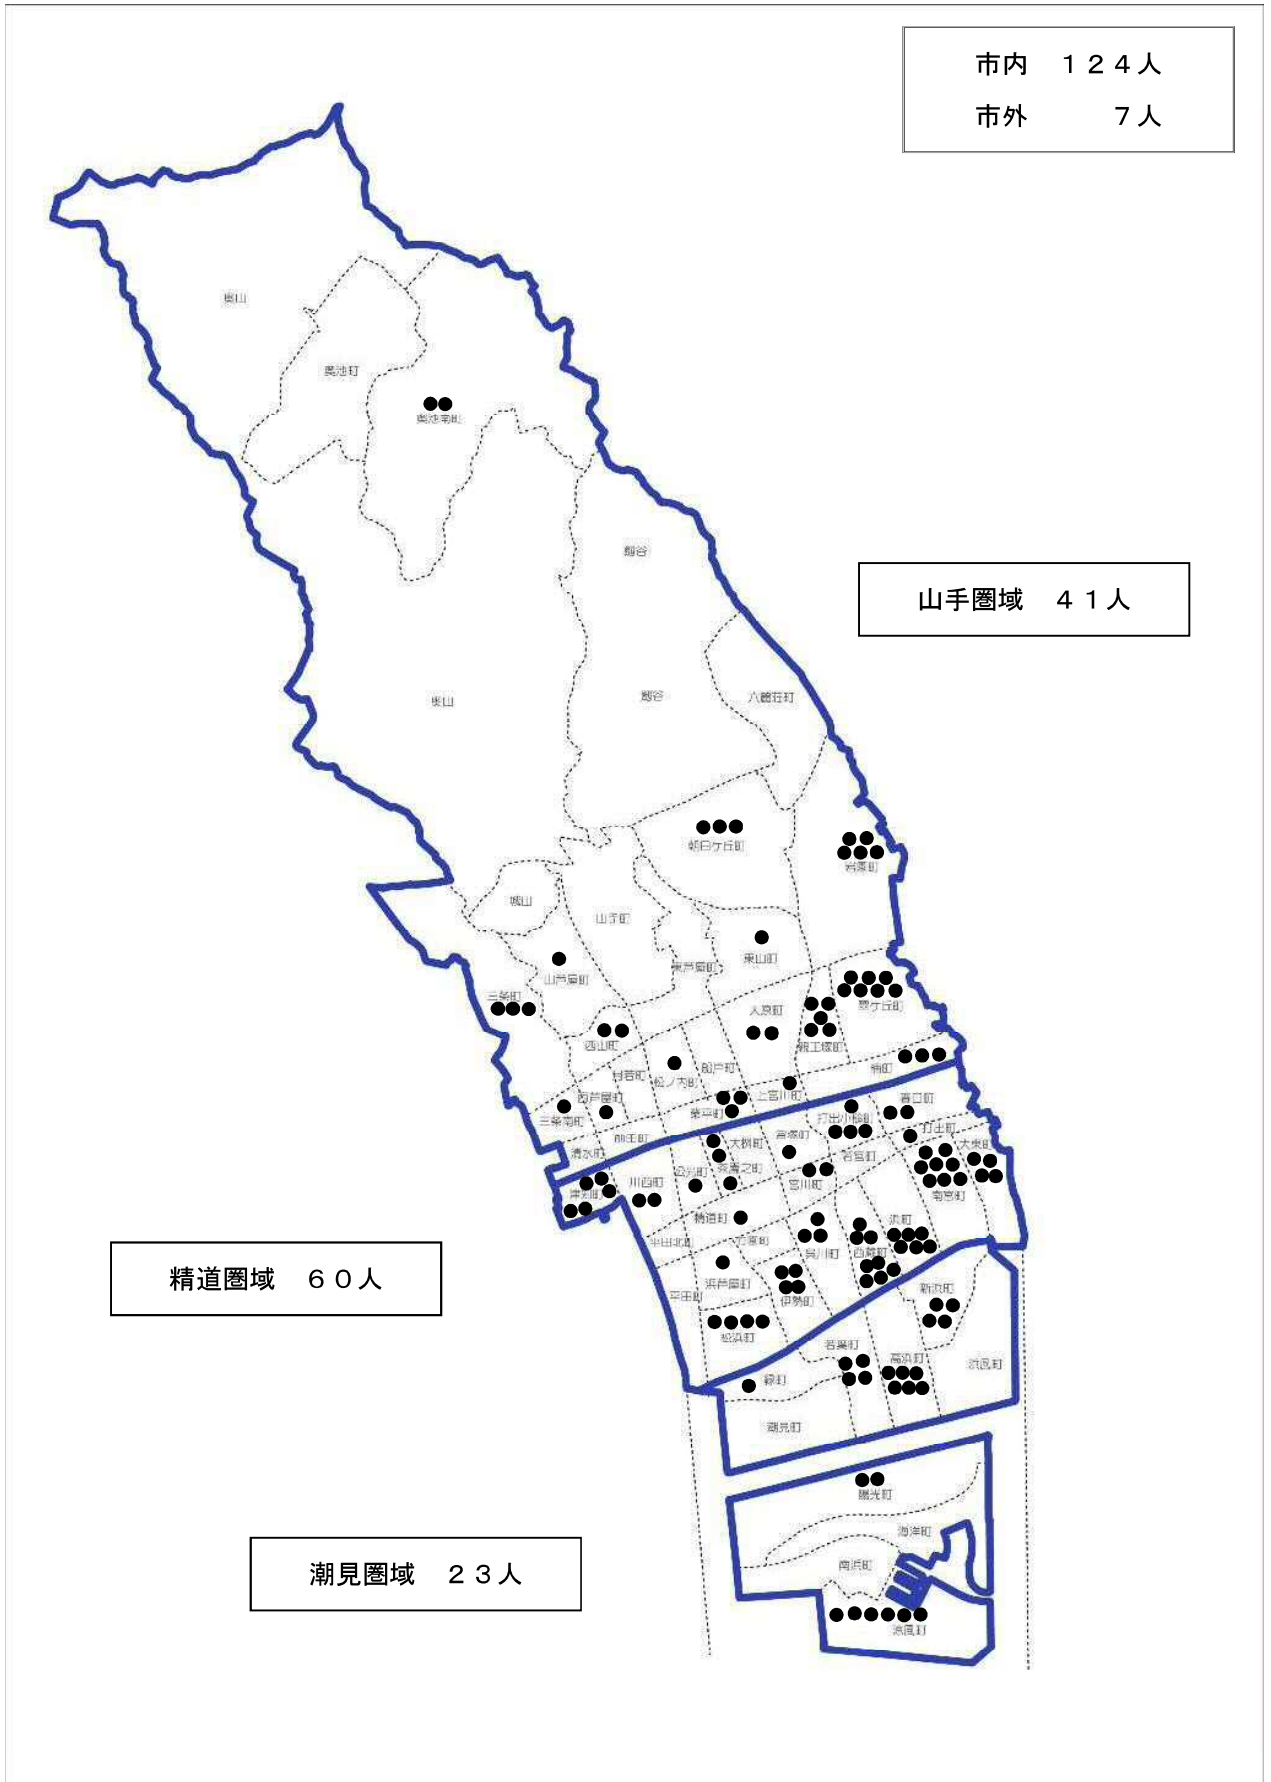 市内 １２４人
市外 ７人
奥山
奥池町
奥池南町
剱谷
山手圏域 ４１人
奥山
剱谷
六麓荘町
朝日ケ丘町
岩園町
城山
山手町
東芦屋町
東山町
山芦屋町
三条町
翠ケ丘町
大原町
西山町
親王塚町
楠町
月若町
松ノ内町
船戸町
上宮川町
西芦屋町
三条南町
業平町
打出小槌町
春日町
前田町
清水町
大桝町
宮塚町
若宮町
打出町
大東町
公光町
茶屋之町
宮川町
南宮町
津知町
川西町
精道町
平田北町
呉川町
西蔵町
浜町
浜芦屋町
平田町
伊勢町
新浜町
精道圏域 ６０人
松浜町
若葉町
高浜町
浜風町
緑町
潮見町
陽光町
海洋町
南浜町
潮見圏域 ２３人
涼風町